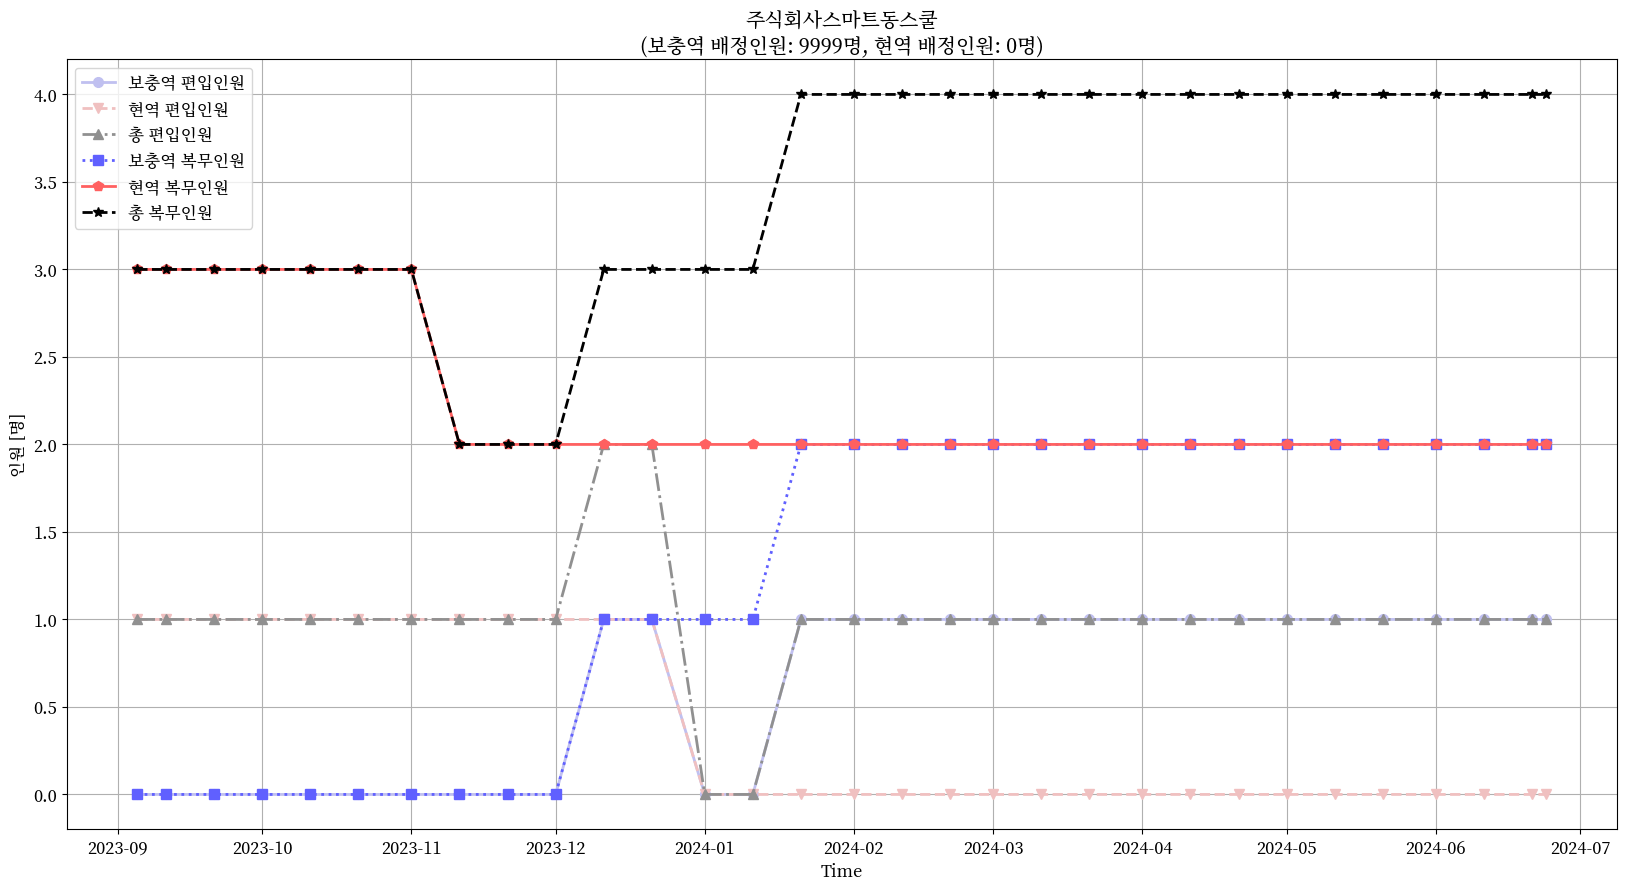 주식회사스마트동스쿨
(보충역 배정인원: 9999명, 현역 배정인원: 0명)
보충역 편입인원
현역 편입인원
총 편입인원
보충역 복무인원
현역 복무인원
총 복무인원
4.0
3.5
3.0
2.5
2.0
1.5
1.0
0.5
0.0
인원 [명]
2023-09
2023-10
2023-11
2023-12
2024-01
2024-02
2024-03
2024-04
2024-05
2024-06
2024-07
Time